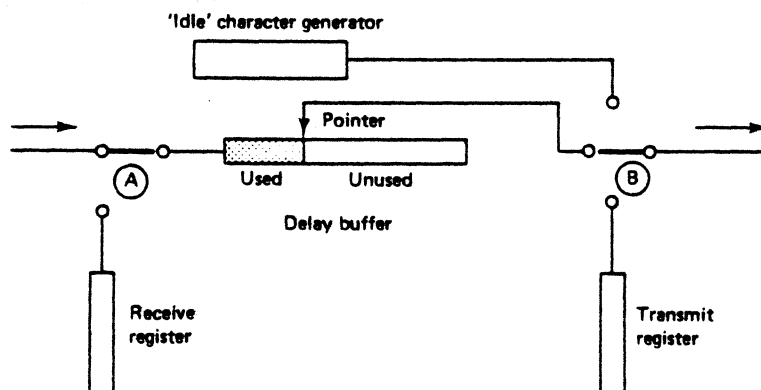 'Idle' character generator
Pointer
A
B
Used
Unused
Delay buffer
Receive
register
Transmit
register